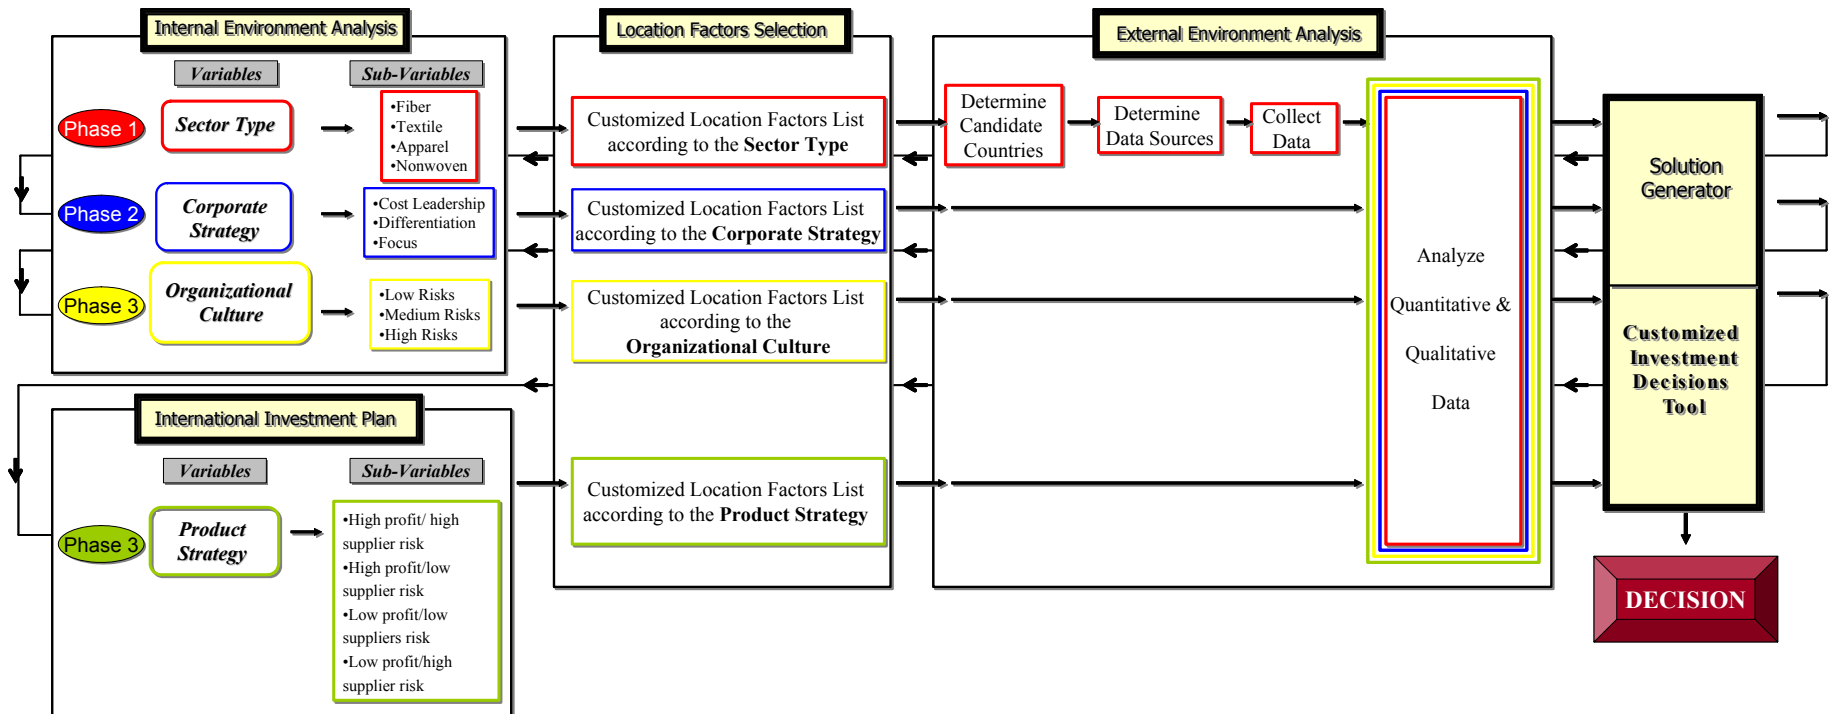 Internal Environment Analysis
Variables
Sub-Variables
Phase 1
Sector Type
•Fiber
•Textile
•Apparel
•Nonwoven
Phase 2
Corporate
Strategy
•Cost Leadership
•Differentiation
•Focus
Phase 3
Organizational
Culture
•Low Risks
•Medium Risks
•High Risks
International Investment Plan
Variables
Sub-Variables
Phase 3
Product
Strategy
•High profit/ high
supplier risk
•High profit/low
supplier risk
•Low profit/low
suppliers risk
•Low profit/high
supplier risk
Location Factors Selection
Customized Location Factors List
according to the Sector Type
Customized Location Factors List
according to the Corporate Strategy
Customized Location Factors List
according to the
Organizational Culture
Customized Location Factors List
according to the Product Strategy
External Environment Analysis
Determine
Candidate
Countries
Determine
Data Sources
Collect
Data
Analyze
Quantitative &
Qualitative
Data
Solution
Generator
Customized
Investment
Decisions
Tool
DECISION